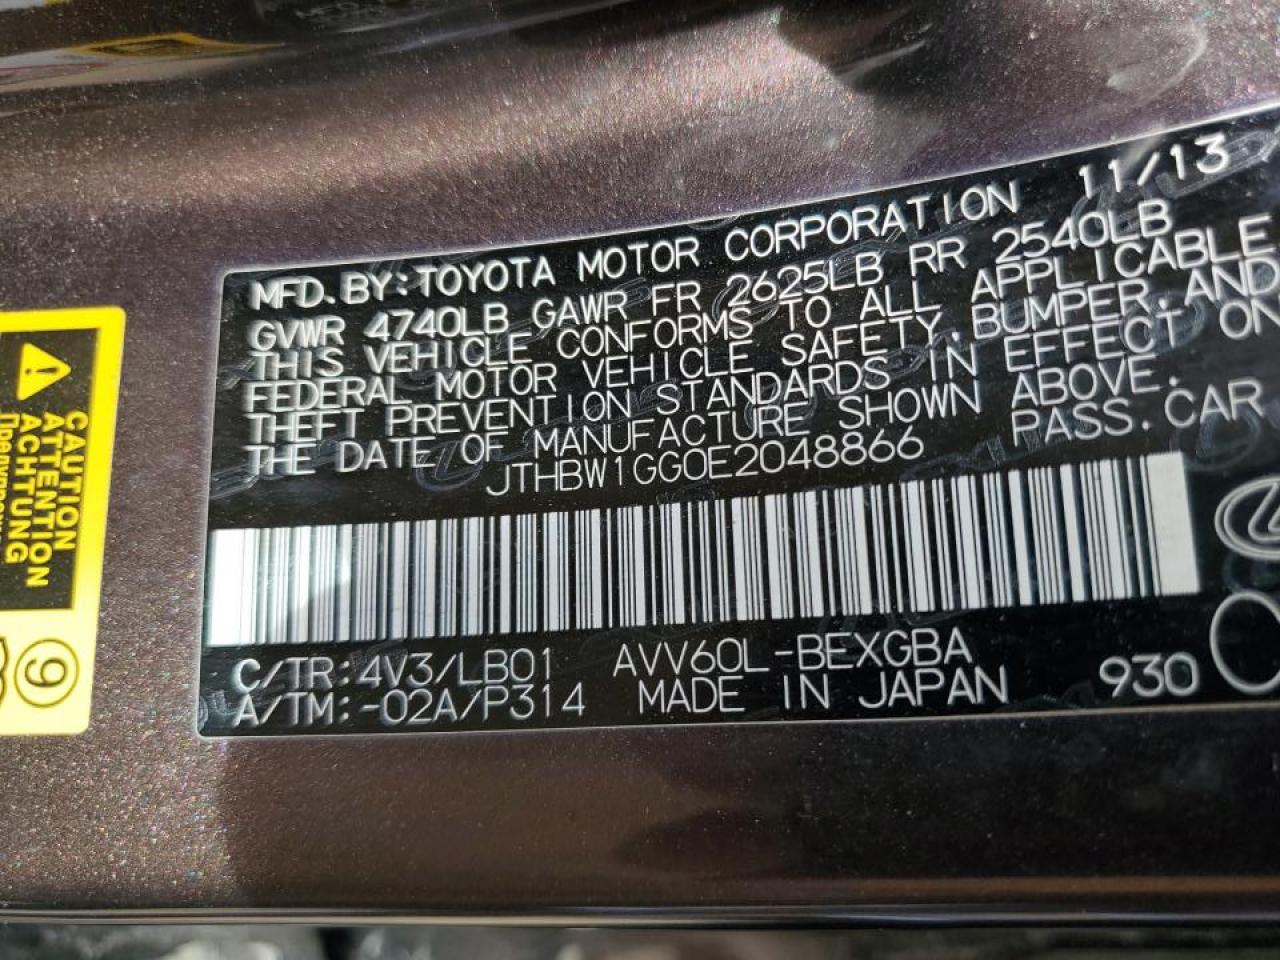 MFD. BY: TOYOTA MOTOR CORPORATION 11/13
GVWR 4740LB GAWR FR 2625LB RR 2540LB
THIS VEHICLE CONFORMS TO ALL APPLICABLE
FEDERAL MOTOR VEHICLE SAFETY, BUMPER, AND
THEFT PREVENTION STANDARDS IN EFFECT ON
THE DATE OF MANUFACTURE SHOWN ABOVE.
JTHBW1GG0E2048866 PASS. CAR
C/TR: 4V3/LB01 AVV60L-BEXGBA
A/TM: -02A/P314 MADE IN JAPAN 930
CAUTION
ATTENTION
ACHTUNG
9